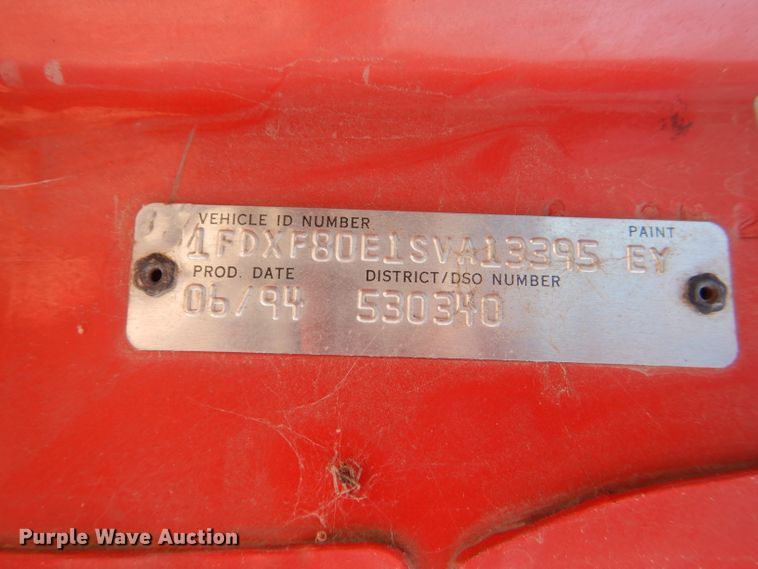 VEHICLE ID NUMBER PAINT
1FDXF80E1SVA13395 EY
PROD. DATE DISTRICT/DSO NUMBER
06/94 530340
Purple Wave Auction